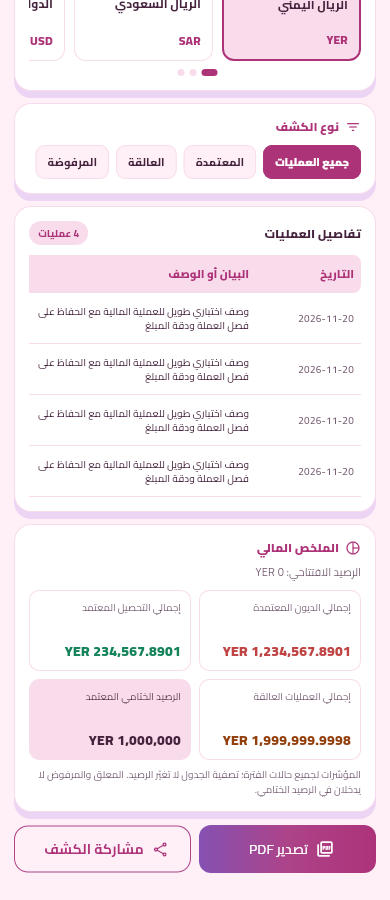 الريال اليمني
الريال السعودي
YER
SAR
USD
نوع الكشف
جميع العمليات
المعتمدة
العالقة
المرفوضة
تفاصيل العمليات
4 عمليات
التاريخ
البيان أو الوصف
2026-11-20
وصف اختباري طويل للعملية المالية مع الحفاظ على
فصل العملة ودقة المبلغ
2026-11-20
وصف اختباري طويل للعملية المالية مع الحفاظ على
فصل العملة ودقة المبلغ
2026-11-20
وصف اختباري طويل للعملية المالية مع الحفاظ على
فصل العملة ودقة المبلغ
2026-11-20
وصف اختباري طويل للعملية المالية مع الحفاظ على
فصل العملة ودقة المبلغ
الملخص المالي
الرصيد الافتتاحي: 0 YER
إجمالي الديون المعتمدة
إجمالي التحصيل المعتمد
YER 1,234,567.8901
YER 234,567.8901
إجمالي العمليات العالقة
الرصيد الختامي المعتمد
YER 1,999,999.9998
YER 1,000,000
المؤشرات لجميع حالات الفترة؛ تصفية الجدول لا تغيّر الرصيد. المعلق والمرفوض لا
يدخلان في الرصيد الختامي.
تصدير PDF
مشاركة الكشف